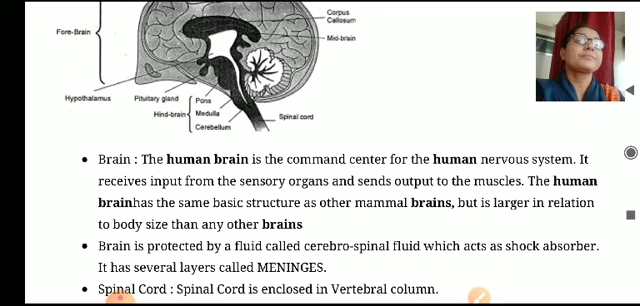 Corpus
Callosum
Fore-Brain
Mid-brain
Hypothalamus
Pituitary gland
Pons
Hind-brain
Medulla
Cerebellum
Spinal cord
• Brain : The human brain is the command center for the human nervous system. It
receives input from the sensory organs and sends output to the muscles. The human
brainhas the same basic structure as other mammal brains, but is larger in relation
to body size than any other brains
• Brain is protected by a fluid called cerebro-spinal fluid which acts as shock absorber.
It has several layers called MENINGES.
• Spinal Cord : Spinal Cord is enclosed in Vertebral column.